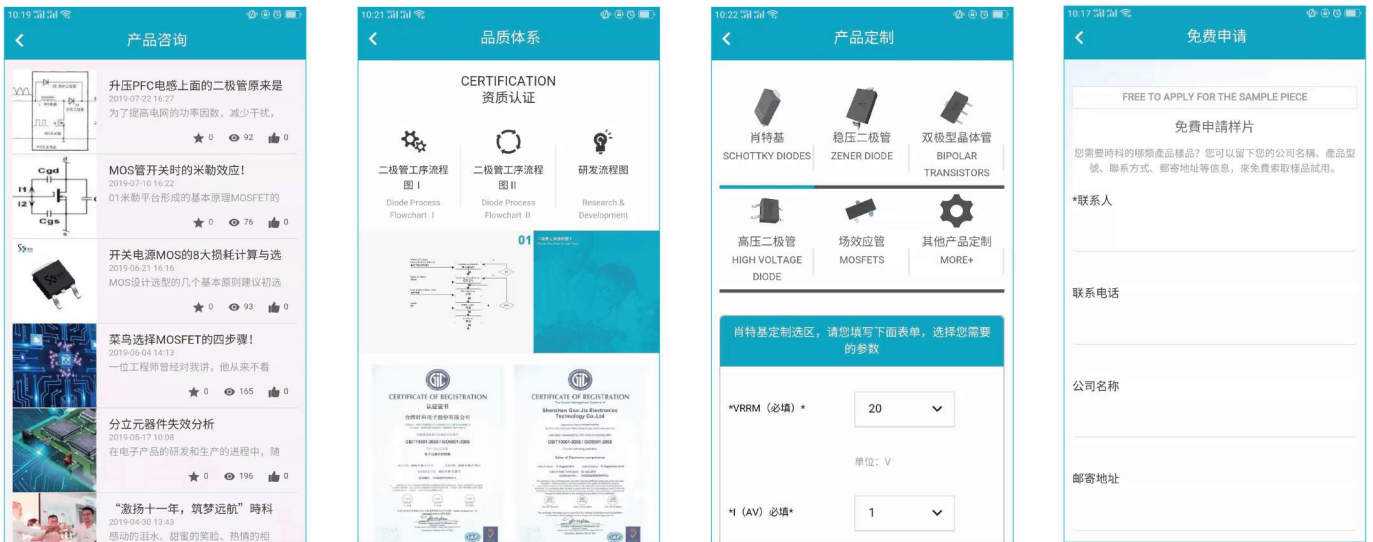 10:19
产品咨询
升压PFC电感上面的二极管原来是
2019-07-22 16:27
为了提高电网的功率因数，减少干扰，
0 92 0
Cgd
I1
I2
Cgs
MOS管开关时的米勒效应！
2019-07-10 16:22
01米勒平台形成的基本原理MOSFET的
0 76 0
开关电源MOS的8大损耗计算与选
2019-06-21 16:16
MOS设计选型的几个基本原则建议初选
0 93 0
菜鸟选择MOSFET的四步骤！
2019-06-04 14:13
一位工程师曾经对我讲，他从来不看
0 165 0
分立元器件失效分析
2019-05-17 10:08
在电子产品的研发和生产的进程中，随
0 196 0
“激扬十一年，筑梦远航”時科
2019-04-30 13:43
感动的泪水、甜蜜的笑脸、热情的相
10:21
品质体系
CERTIFICATION
资质认证
二极管工序流程
图 I
Diode Process
Flowchart I
二极管工序流程
图 II
Diode Process
Flowchart II
研发流程图
Research &
Development
01
GIC
CERTIFICATE OF REGISTRATION
认证证书
GB/T19001-2008 / ISO9001:2008
GIC
CERTIFICATE OF REGISTRATION
Shenzhen Guo Jia Electronics
Technology Co.,Ltd
GB/T19001-2008 / ISO9001:2008
10:22
产品定制
肖特基
SCHOTTKY DIODES
稳压二极管
ZENER DIODE
双极型晶体管
BIPOLAR
TRANSISTORS
高压二极管
HIGH VOLTAGE
DIODE
场效应管
MOSFETS
其他产品定制
MORE+
肖特基定制选区，请您填写下面表单，选择您需要
的参数
*VRRM（必填）* 20
单位：V
*I（AV）必填* 1
10:17
免费申请
FREE TO APPLY FOR THE SAMPLE PIECE
免費申請样片
您需要時科的哪類產品樣品？您可以留下您的公司名稱、產品型
號、聯系方式、郵寄地址等信息，來免費索取樣品試用。
*联系人
联系电话
公司名称
邮寄地址